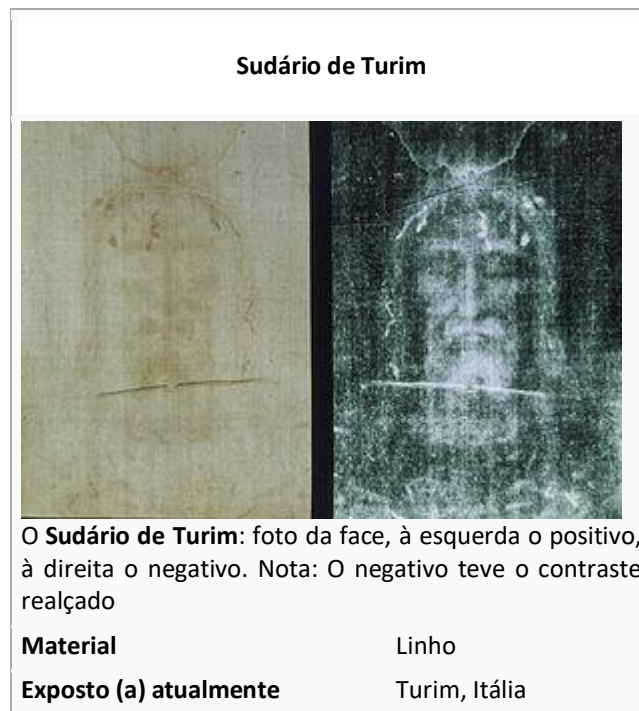 Sudário de Turim
O Sudário de Turim: foto da face, à esquerda o positivo,
à direita o negativo. Nota: O negativo teve o contraste
realçado
Material Linho
Exposto (a) atualmente Turim, Itália